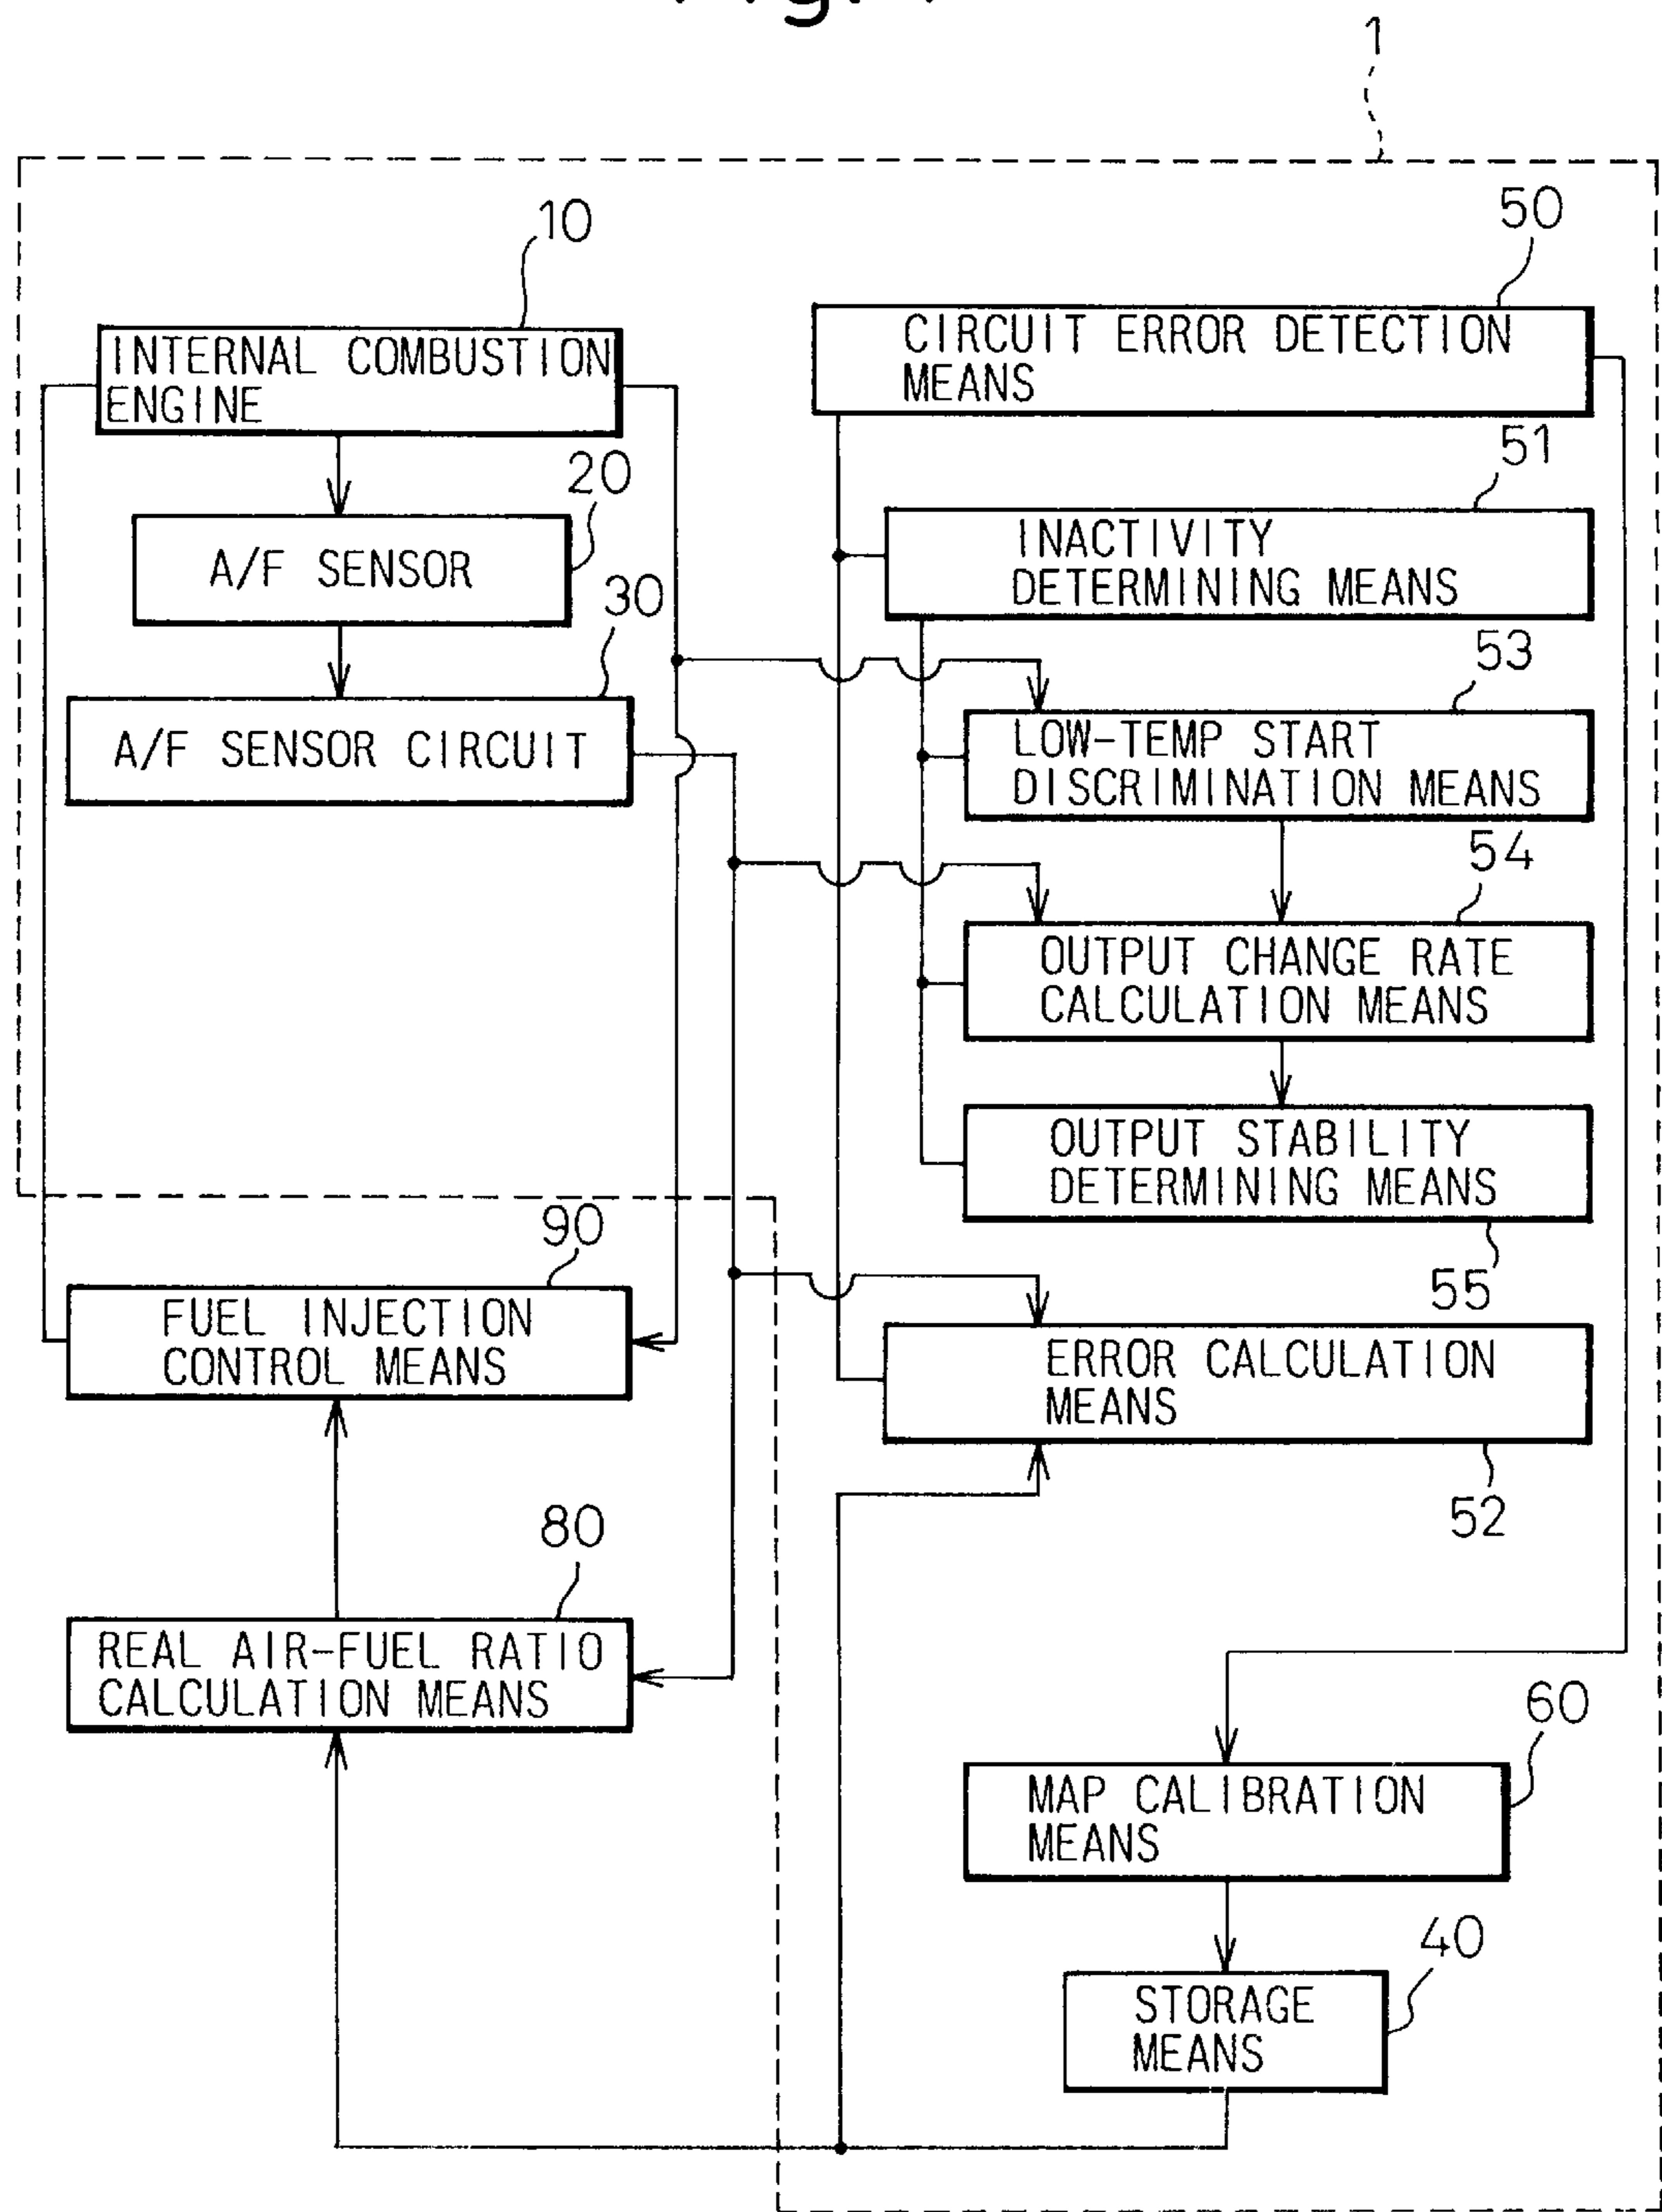 1
10
50
INTERNAL COMBUSTION
ENGINE
CIRCUIT ERROR DETECTION
MEANS
51
20
INACTIVITY
DETERMINING MEANS
A/F SENSOR
30
53
A/F SENSOR CIRCUIT
LOW-TEMP START
DISCRIMINATION MEANS
54
OUTPUT CHANGE RATE
CALCULATION MEANS
OUTPUT STABILITY
DETERMINING MEANS
55
90
FUEL INJECTION
CONTROL MEANS
ERROR CALCULATION
MEANS
52
80
REAL AIR-FUEL RATIO
CALCULATION MEANS
60
MAP CALIBRATION
MEANS
40
STORAGE
MEANS